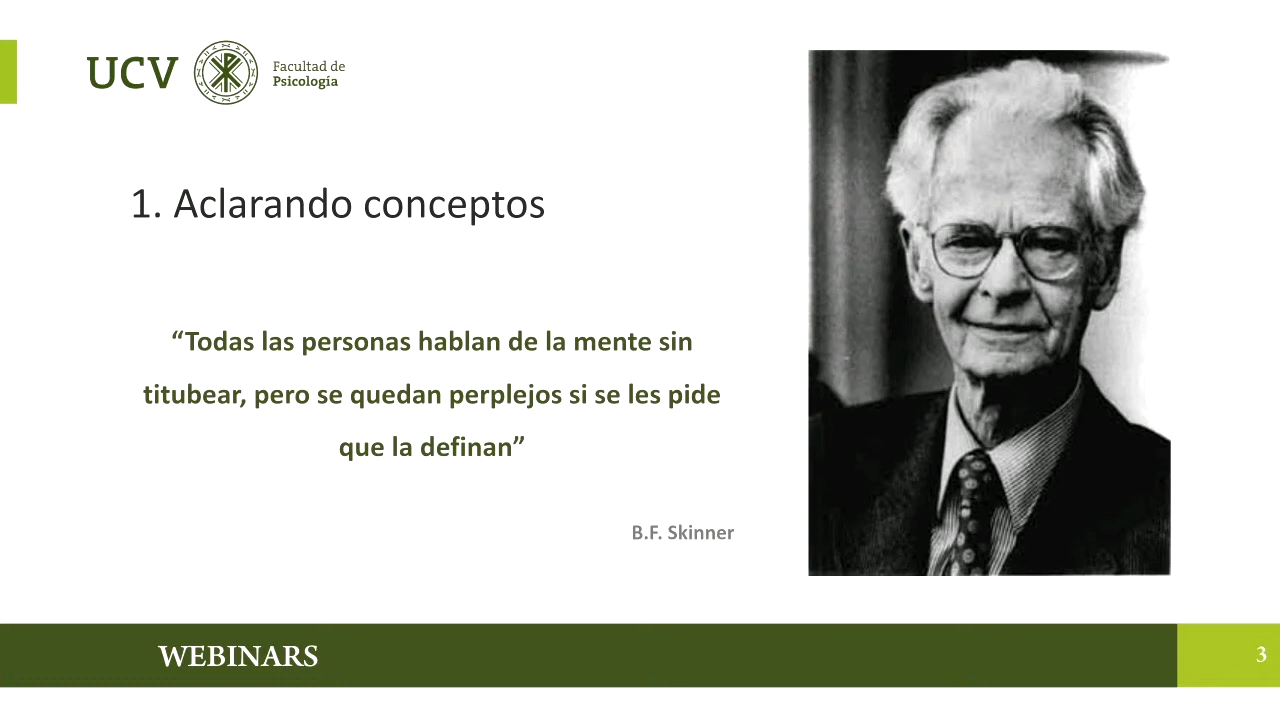 UCV
Facultad de
Psicología
1. Aclarando conceptos
“Todas las personas hablan de la mente sin
titubear, pero se quedan perplejos si se les pide
que la definan”
B.F. Skinner
WEBINARS
3